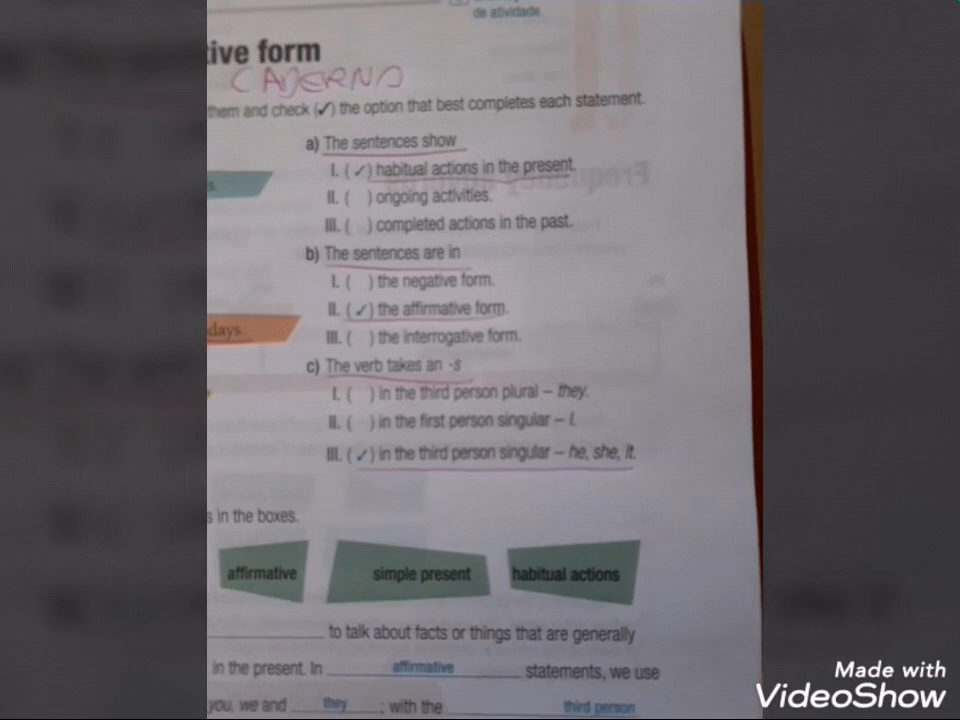 de atividade.
tive form
CADERNO
them and check (✓) the option that best completes each statement.
a) The sentences show
I. (✓) habitual actions in the present.
s.
II. ( ) ongoing activities.
III. ( ) completed actions in the past.
b) The sentences are in
I. ( ) the negative form.
II. (✓) the affirmative form.
days.
III. ( ) the interrogative form.
c) The verb takes an -s
I. ( ) in the third person plural – they.
II. ( ) in the first person singular – I.
III. (✓) in the third person singular – he, she, it.
s in the boxes.
affirmative simple present habitual actions
to talk about facts or things that are generally
in the present. In affirmative statements, we use
you, we and they ; with the third person
Made with
VideoShow